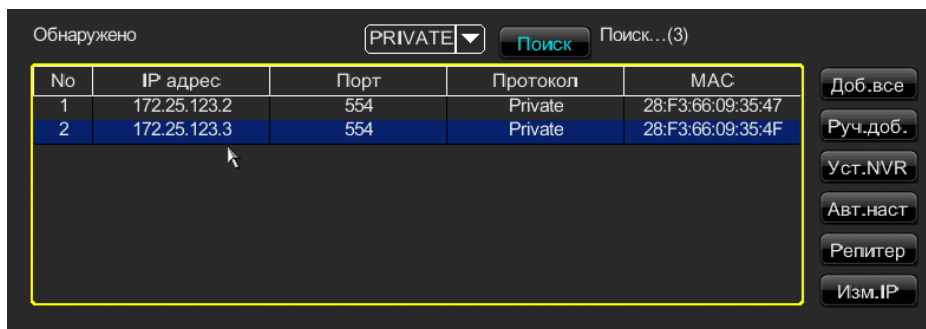 Обнаружено PRIVATE Поиск Поиск...(3)
No IP адрес Порт Протокол MAC
1 172.25.123.2 554 Private 28:F3:66:09:35:47
2 172.25.123.3 554 Private 28:F3:66:09:35:4F
Доб.все
Руч.доб.
Уст.NVR
Авт.наст
Репитер
Изм.IP